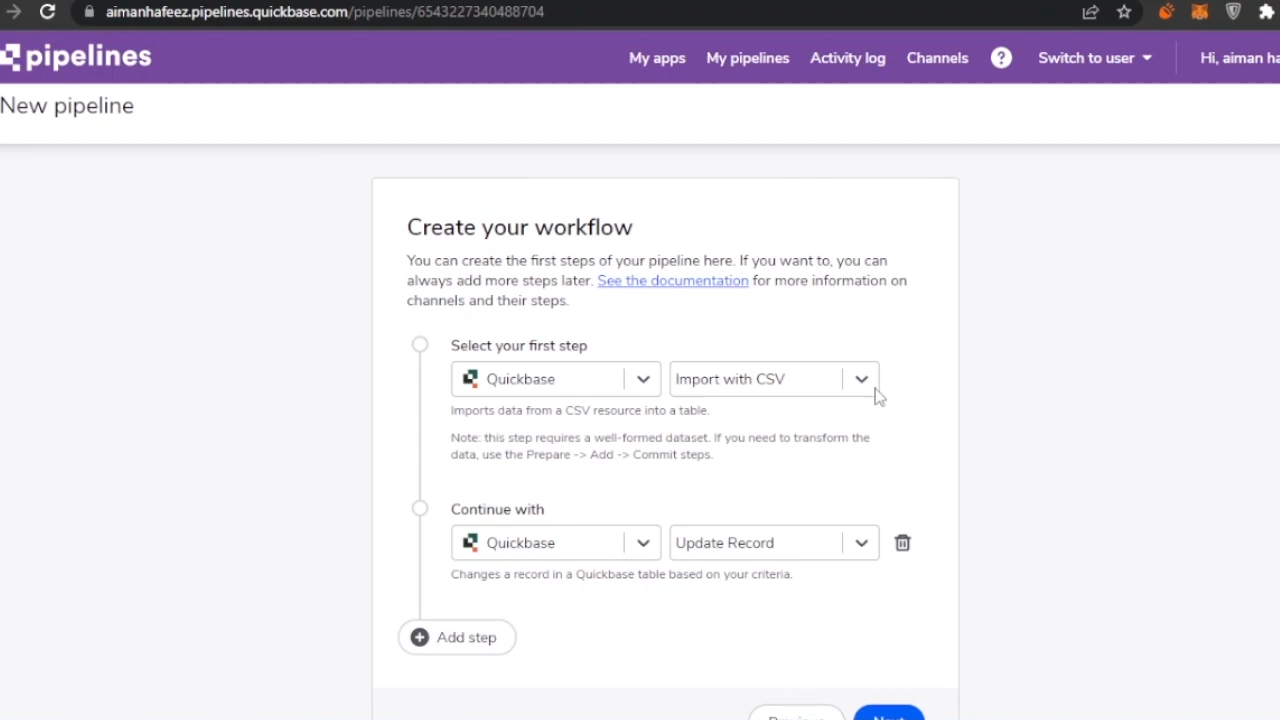 aimanhafeez.pipelines.quickbase.com/pipelines/6543227340488704
pipelines
My apps My pipelines Activity log Channels ? Switch to user Hi, aiman ha
New pipeline
Create your workflow
You can create the first steps of your pipeline here. If you want to, you can
always add more steps later. See the documentation for more information on
channels and their steps.
Select your first step
Quickbase Import with CSV
Imports data from a CSV resource into a table.
Note: this step requires a well-formed dataset. If you need to transform the
data, use the Prepare -> Add -> Commit steps.
Continue with
Quickbase Update Record
Changes a record in a Quickbase table based on your criteria.
Add step
Previous Next